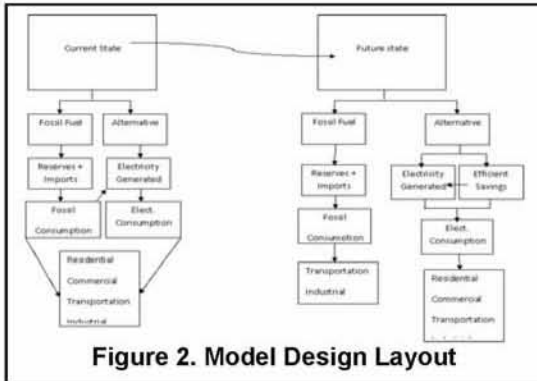 Current State
Future state
Fossil Fuel
Alternative
Fossil Fuel
Alternative
Reserves +
Imports
Electricity
Generated
Reserves +
Imports
Electricity
Generated
Efficient
Savings
Fossil
Consumption
Elect.
Consumption
Fossil
Consumption
Elect.
Consumption
Residential
Commercial
Transportation
Industrial
Transportation
Industrial
Residential
Commercial
Transportation
Figure 2. Model Design Layout